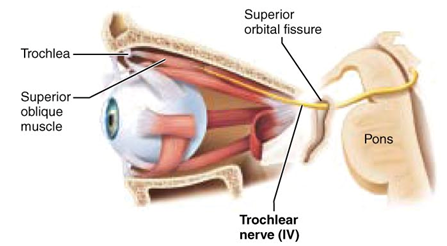 Superior
orbital fissure
Trochlea
Superior
oblique
muscle
Pons
Trochlear
nerve (IV)